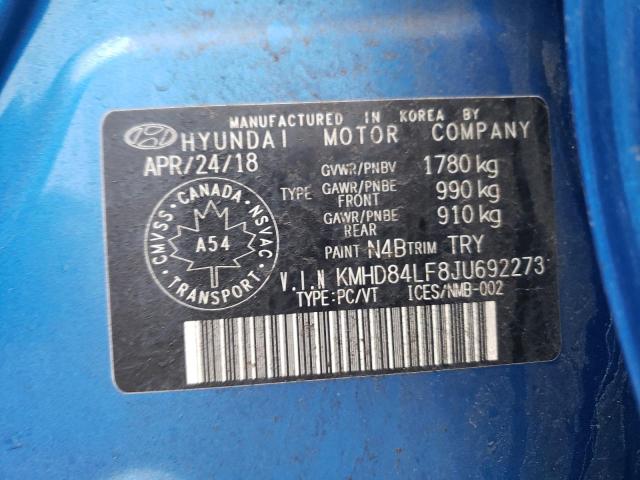 MANUFACTURED IN KOREA BY
HYUNDAI MOTOR COMPANY
APR/24/18
GVWR/PNBV 1780 kg
TYPE GAWR/PNBE FRONT 990 kg
GAWR/PNBE REAR 910 kg
PAINT N4B TRIM TRY
CANADA
CMVSS NSVAC
A54
TRANSPORT
V.I.N KMHD84LF8JU692273
TYPE:PC/VT ICES/NMB-002